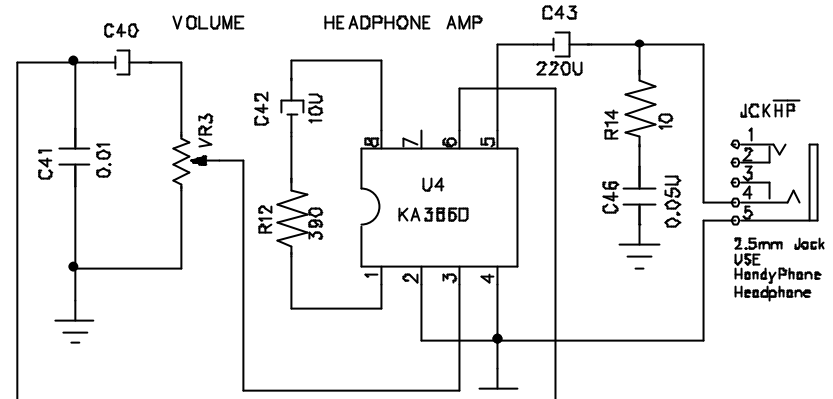 C43
C40
VOLUME
HEADPHONE AMP
220U
C42
10U
VR3
C41
0.01
R14
10
JCKHP
8
7
6
5
1
2
3
4
5
U4
KA386D
R12
390
C46
0.05U
1
2
3
4
2.5mm Jack
USE
HandyPhone
Headphone